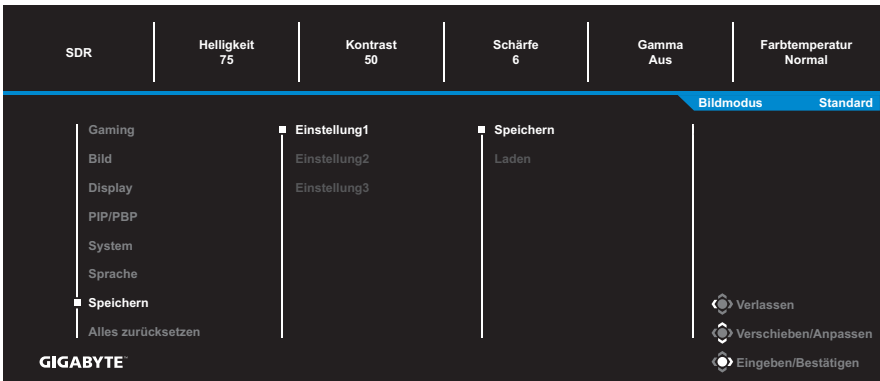 SDR
Helligkeit
75
Kontrast
50
Schärfe
6
Gamma
Aus
Farbtemperatur
Normal
Bildmodus Standard
Gaming
Bild
Display
PIP/PBP
System
Sprache
Speichern
Alles zurücksetzen
Einstellung1
Einstellung2
Einstellung3
Speichern
Laden
Verlassen
Verschieben/Anpassen
Eingeben/Bestätigen
GIGABYTE™